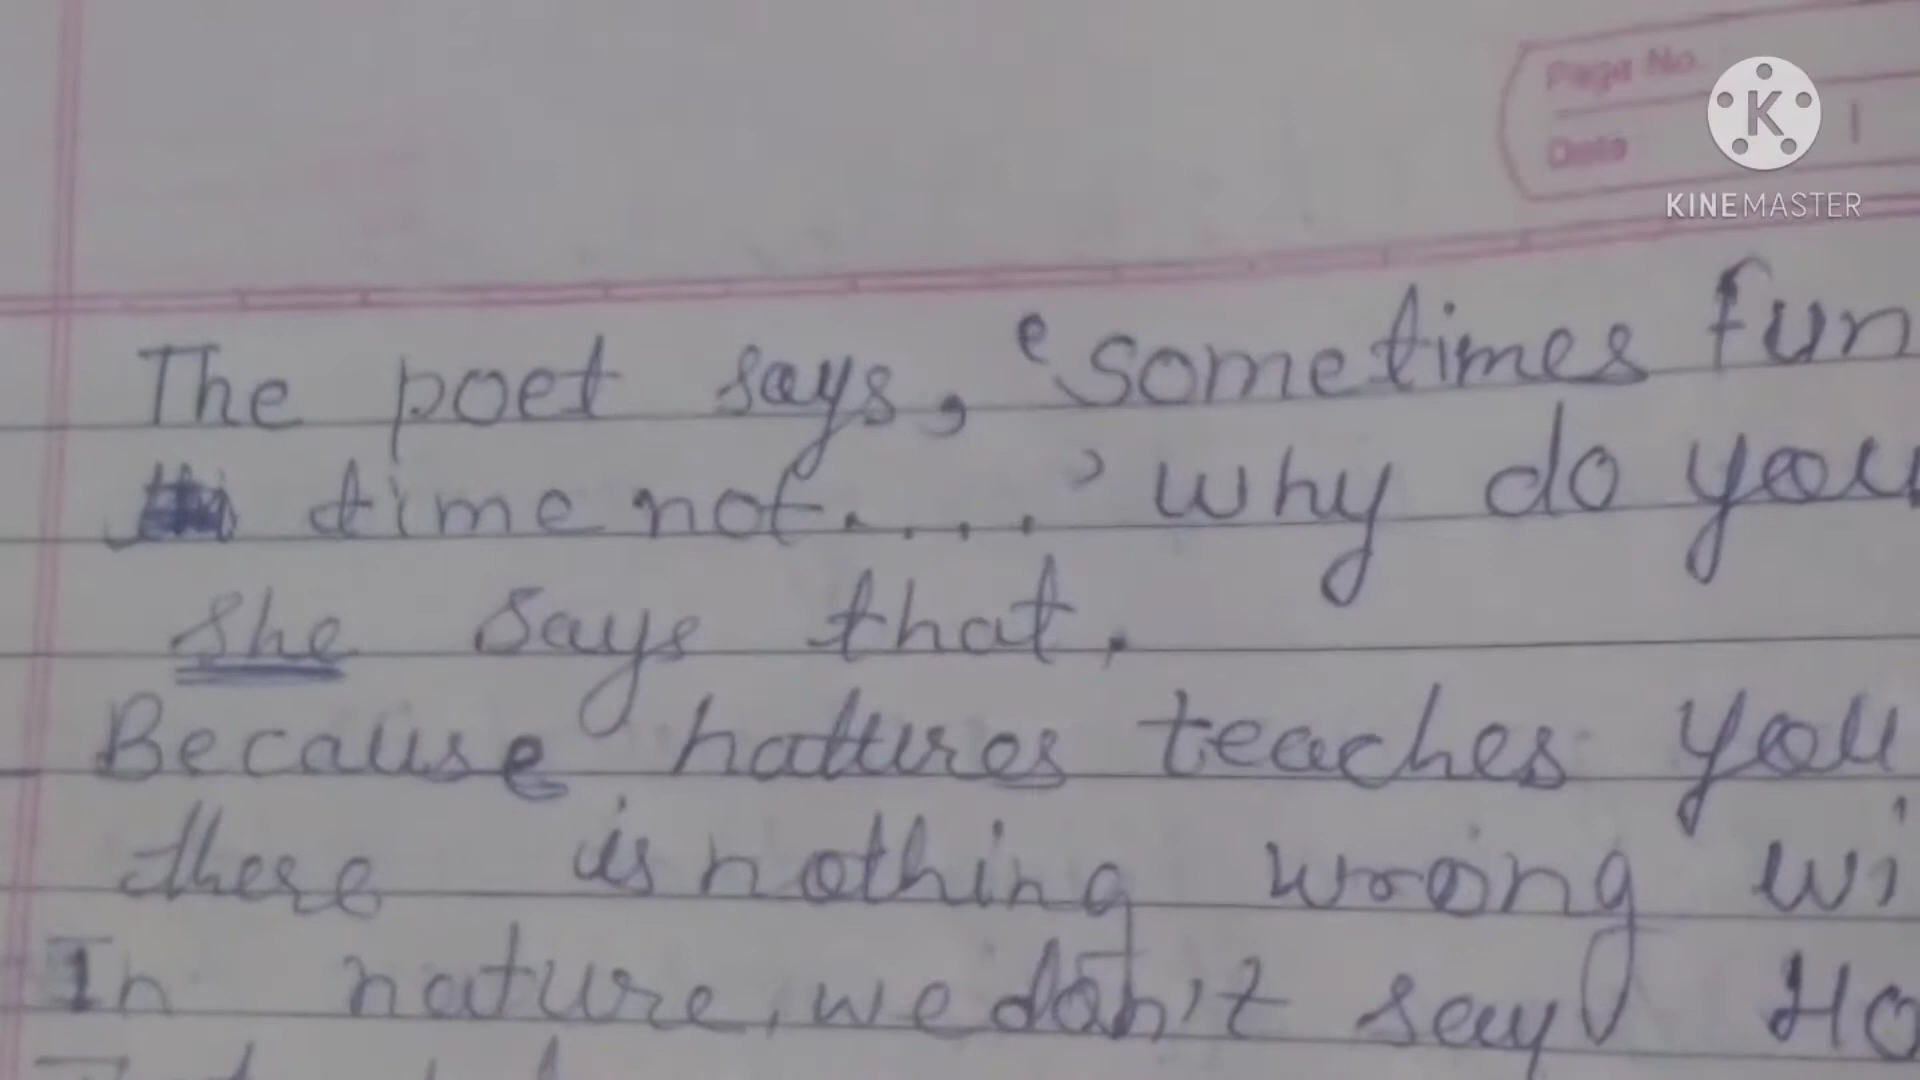 Page No.
Date
KINEMASTER
The poet says, 'sometimes fun
time not..... ' why do you
she says that.
Because natures teaches you
there is nothing wrong wi
In nature, we don't say Ho